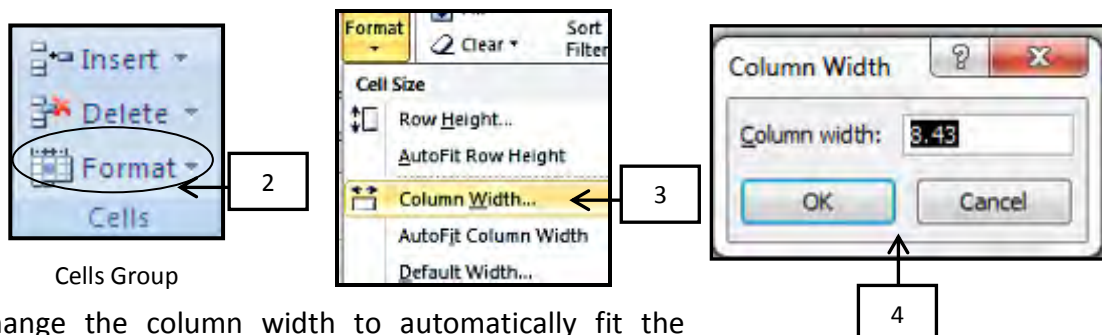 Insert
Delete
Format
Cells
2
Cells Group
Format
Clear
Sort
Filter
Cell Size
Row Height...
AutoFit Row Height
Column Width...
AutoFit Column Width
Default Width...
3
Column Width
?
X
Column width: 8.43
OK
Cancel
4
ange the column width to automatically fit the